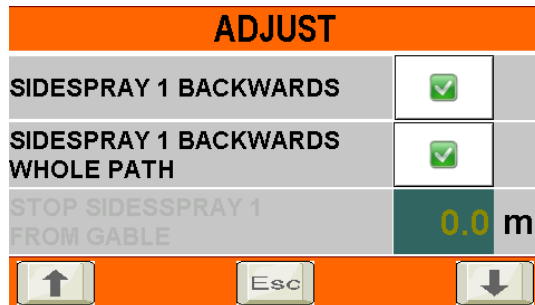 ADJUST
SIDESPRAY 1 BACKWARDS
SIDESPRAY 1 BACKWARDS
WHOLE PATH
STOP SIDESSPRAY 1
FROM GABLE
0.0 m
Esc